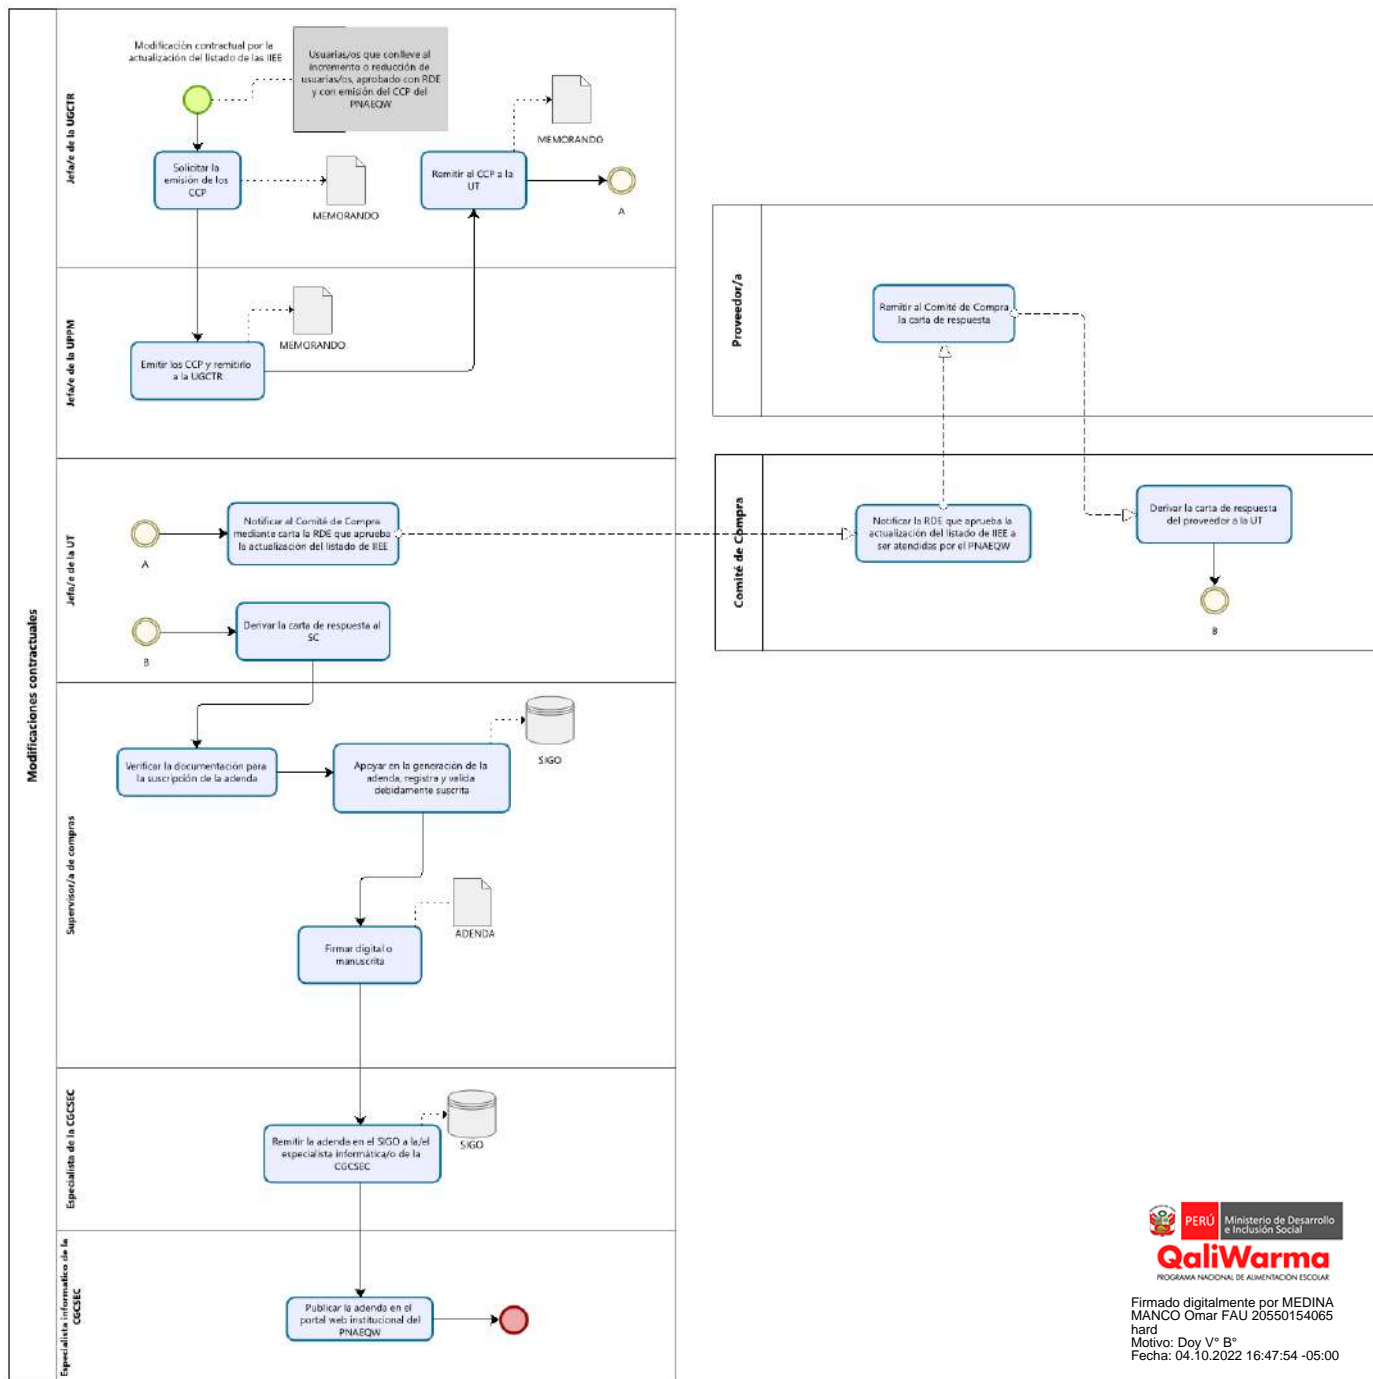 Modificaciones contractuales
Jefa/e de la UGCTR
Modificación contractual por la
actualización del listado de las IIEE
Usuarias/os que conlleve al
incremento o reducción de
usuarias/os, aprobado con RDE
y con emisión del CCP del
PNAEQW
Solicitar la
emisión de los
CCP
MEMORANDO
Remitir el CCP a la
UT
MEMORANDO
A
Jefa/e de la UPPM
Emitir los CCP y remitirlo
a la UGCTR
MEMORANDO
Proveedor/a
Remitir al Comité de Compra
la carta de respuesta
Jefa/e de la UT
A
Notificar al Comité de Compra
mediante carta la RDE que aprueba
la actualización del listado de IIEE
B
Derivar la carta de respuesta al
SC
Comité de Compra
Notificar la RDE que aprueba la
actualización del listado de IIEE a
ser atendidas por el PNAEQW
Derivar la carta de respuesta
del proveedor a la UT
B
Supervisor/a de compras
Verificar la documentación para
la suscripción de la adenda
Apoyar en la generación de la
adenda, registra y valida
debidamente suscrita
SIGO
Firmar digital o
manuscrita
ADENDA
Especialista de la CGCSEC
Remitir la adenda en el SIGO a la/el
especialista informática/o de la
CGCSEC
SIGO
Especialista informatico de la
CGCSEC
Publicar la adenda en el
portal web institucional del
PNAEQW
PERÚ
Ministerio de Desarrollo
e Inclusión Social
QaliWarma
PROGRAMA NACIONAL DE ALIMENTACIÓN ESCOLAR
Firmado digitalmente por MEDINA
MANCO Omar FAU 20550154065
hard
Motivo: Doy V° B°
Fecha: 04.10.2022 16:47:54 -05:00